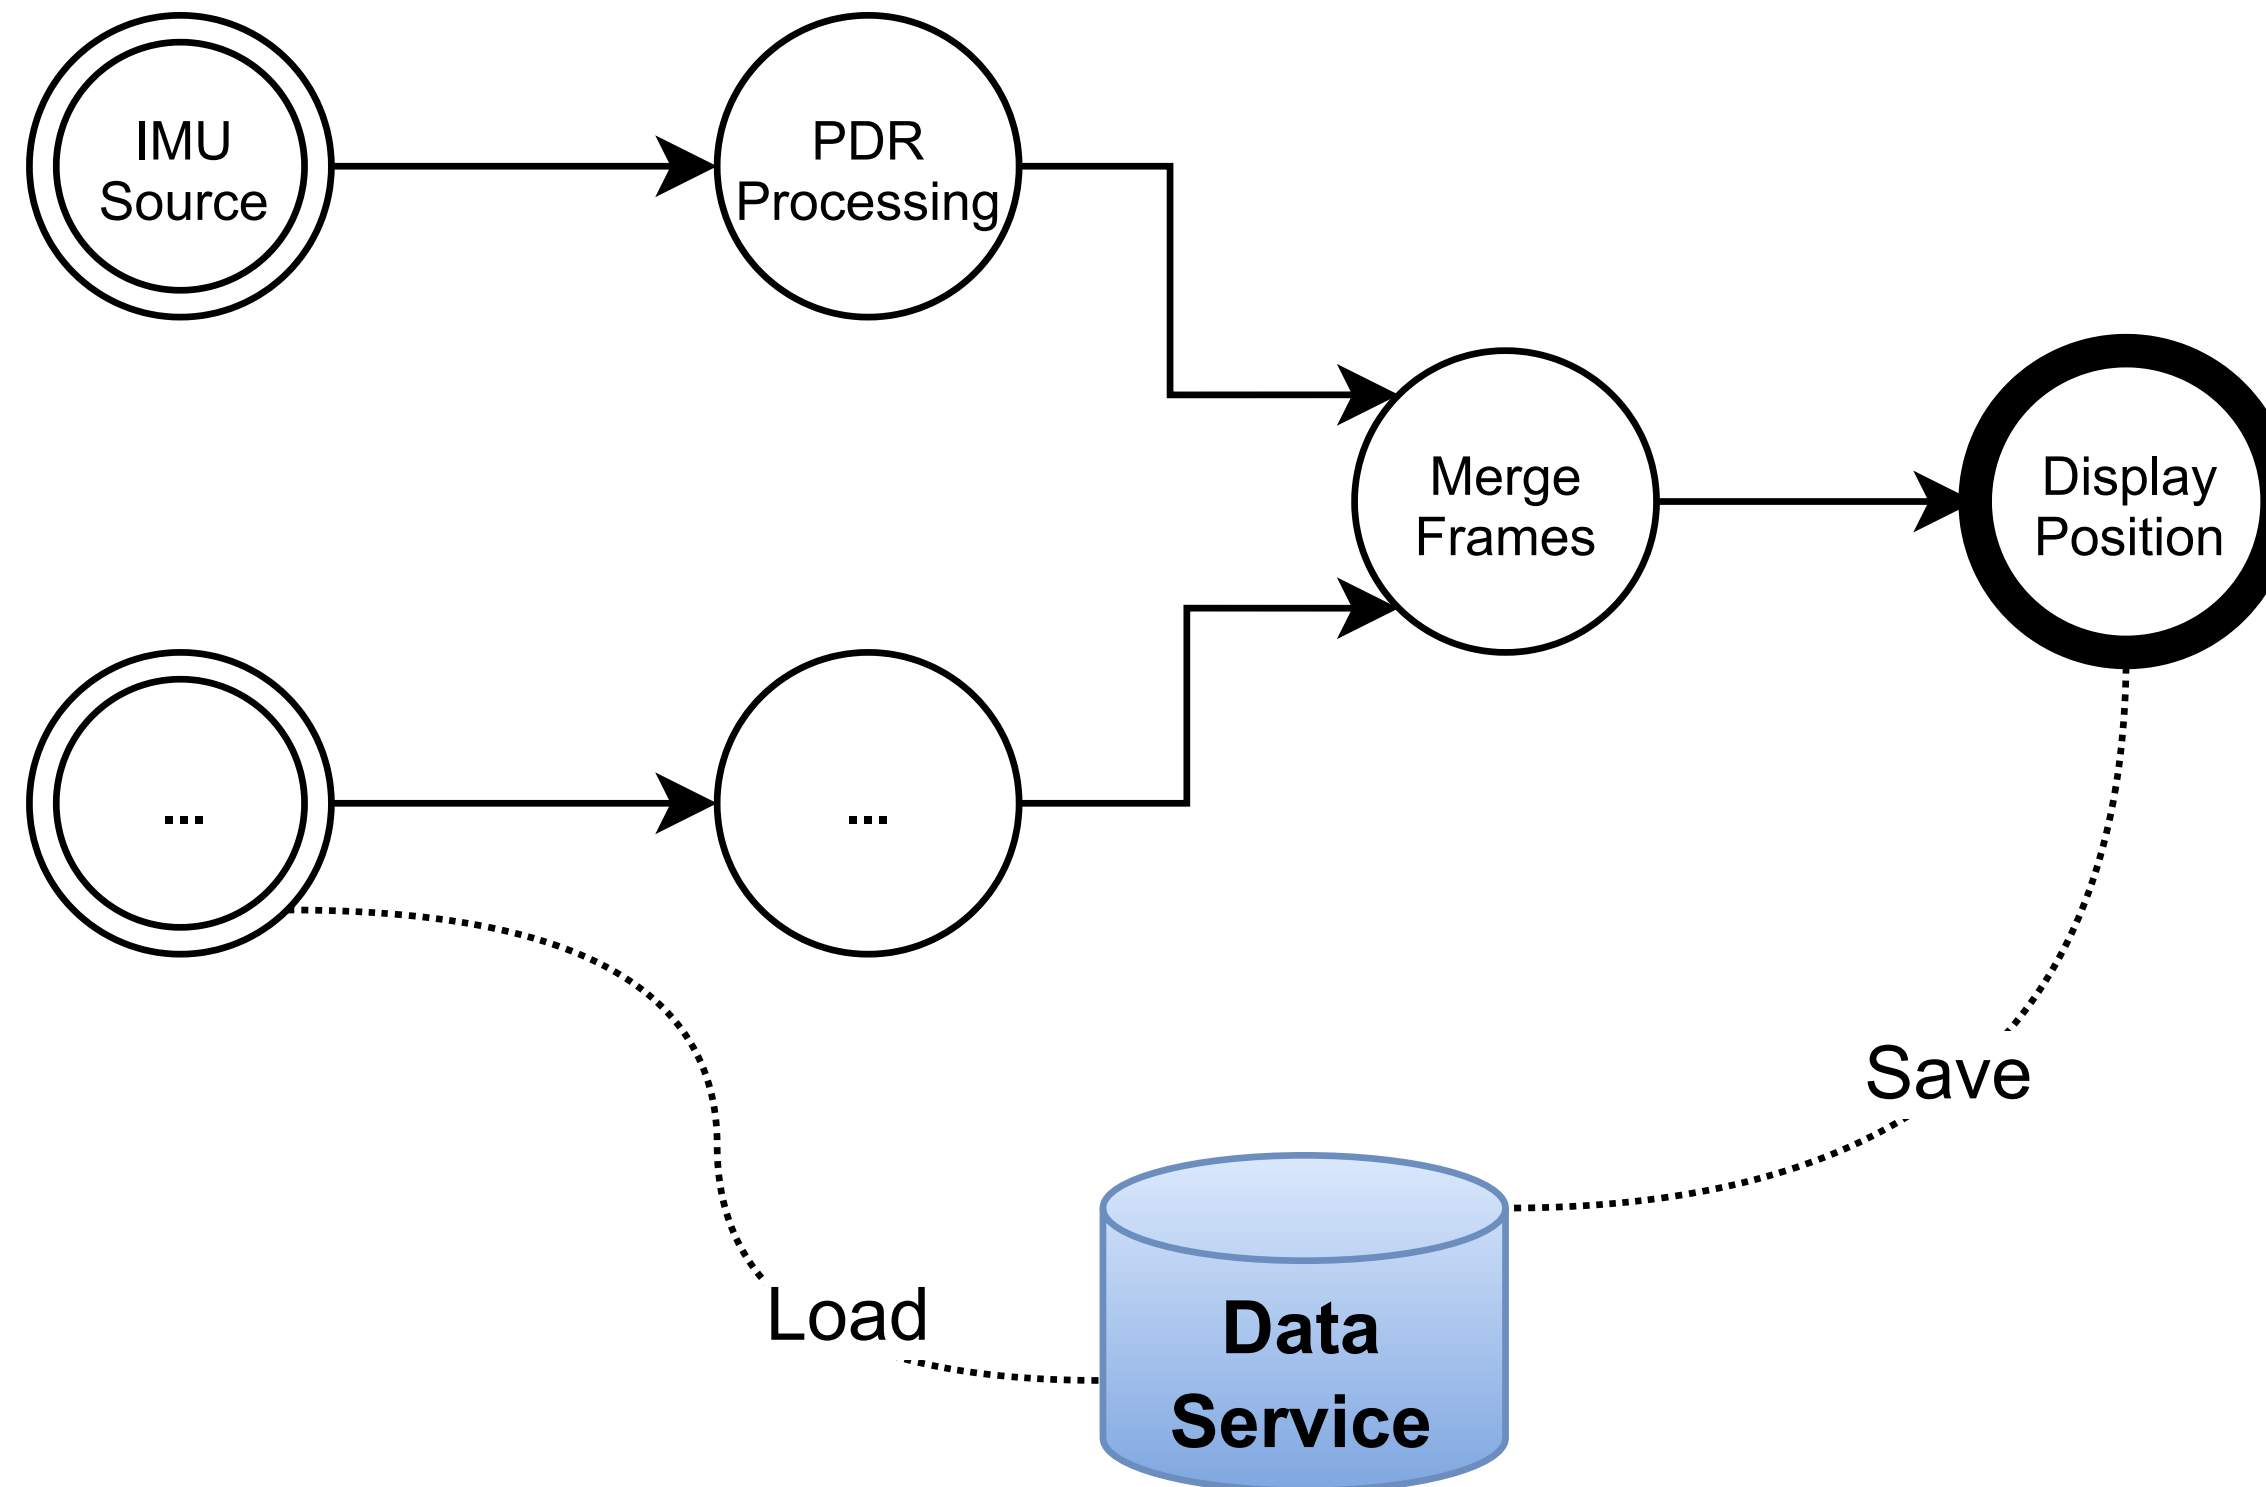 IMU
Source
PDR
Processing
Merge
Frames
Display
Position
...
...
Save
Load
Data
Service